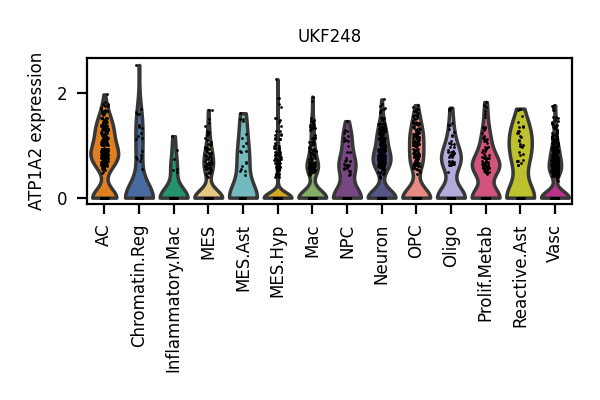 UKF248
ATP1A2 expression
2
0
AC
Chromatin.Reg
Inflammatory.Mac
MES
MES.Ast
MES.Hyp
Mac
NPC
Neuron
OPC
Oligo
Prolif.Metab
Reactive.Ast
Vasc